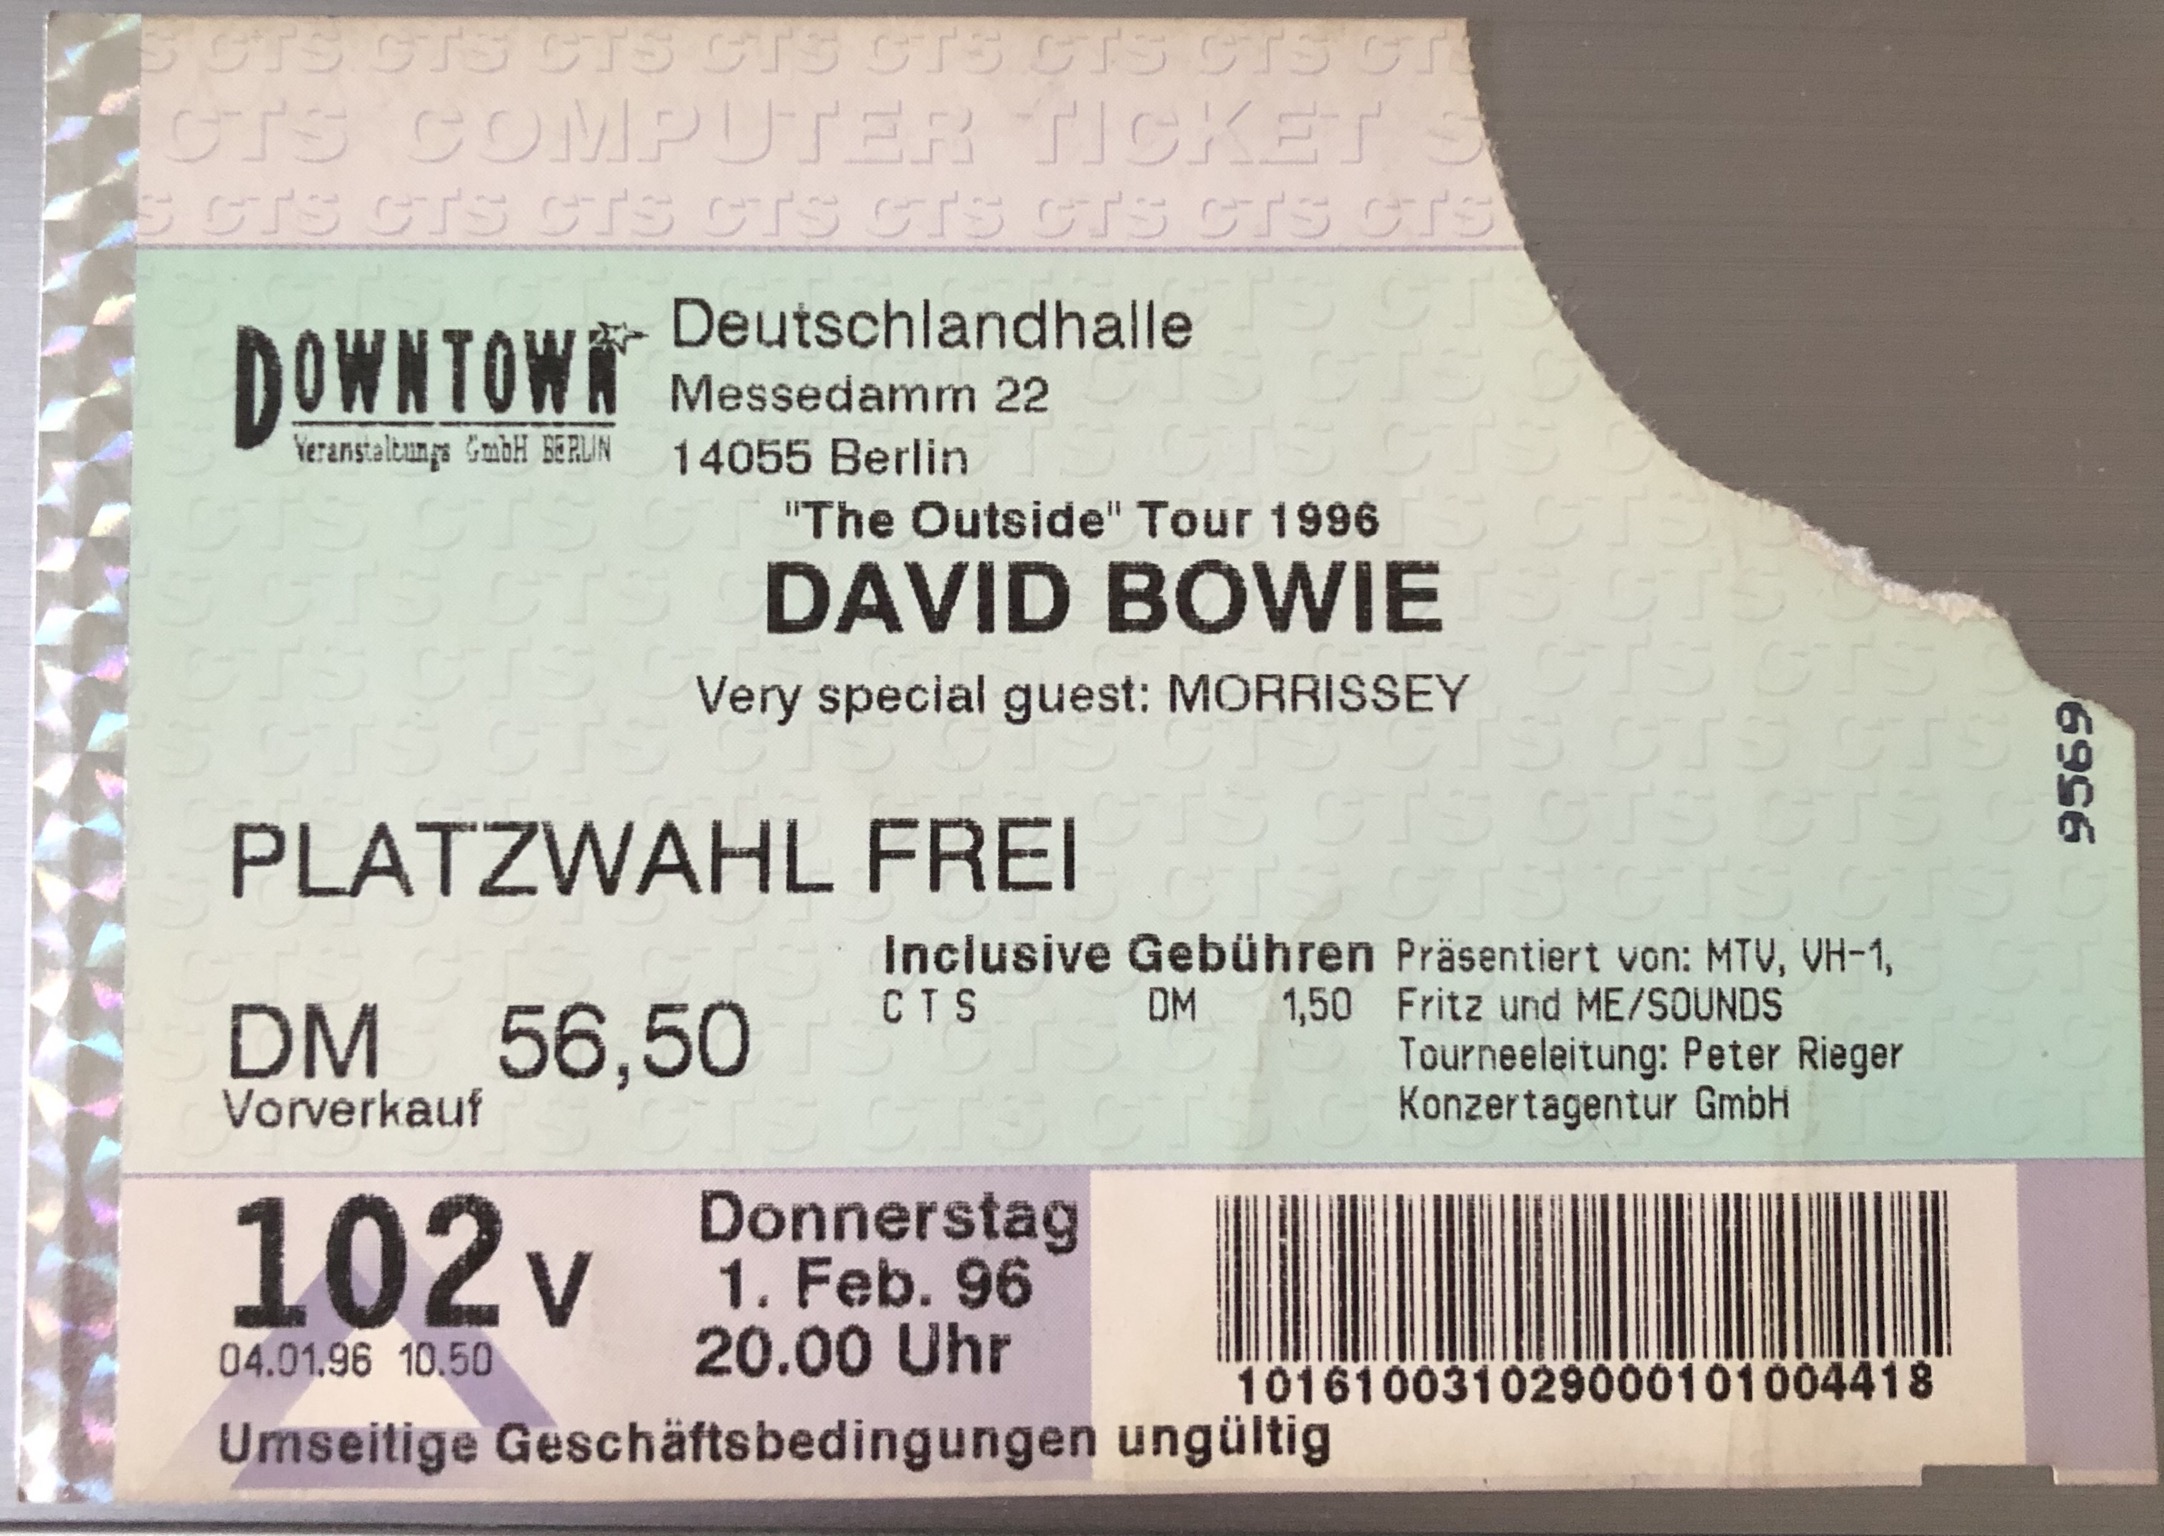 S CTS CTS CTS CTS CTS CTS CTS CT
CTS COMPUTER TICKET S
S CTS CTS CTS CTS CTS CTS CTS CTS
DOWNTOWN
Veranstaltungs GmbH BERLIN
Deutschlandhalle
Messedamm 22
14055 Berlin
"The Outside" Tour 1996
DAVID BOWIE
Very special guest: MORRISSEY
9569
PLATZWAHL FREI
Inclusive Gebühren
CTS DM 1,50
Präsentiert von: MTV, VH-1,
Fritz und ME/SOUNDS
Tourneeleitung: Peter Rieger
Konzertagentur GmbH
DM 56,50
Vorverkauf
102 V
04.01.96 10.50
Donnerstag
1. Feb. 96
20.00 Uhr
101610031029000101004418
Umseitige Geschäftsbedingungen ungültig